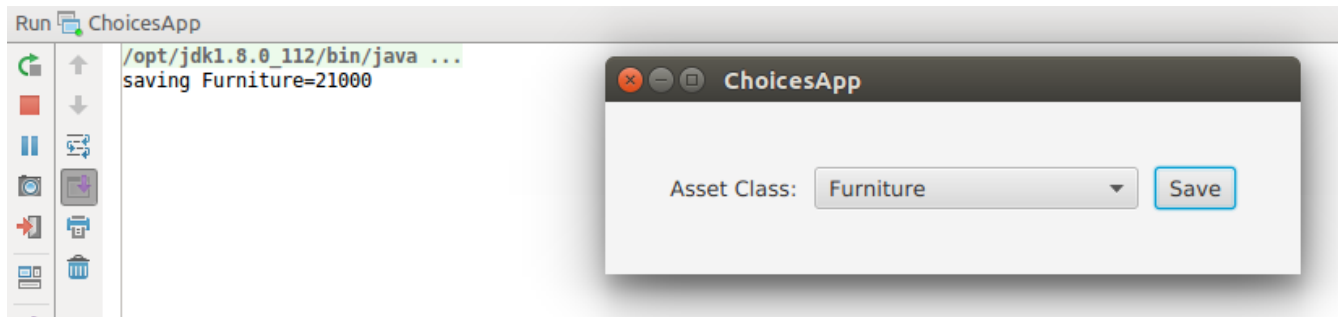 Run ChoicesApp
/opt/jdk1.8.0_112/bin/java ...
saving Furniture=21000
ChoicesApp
Asset Class: Furniture Save